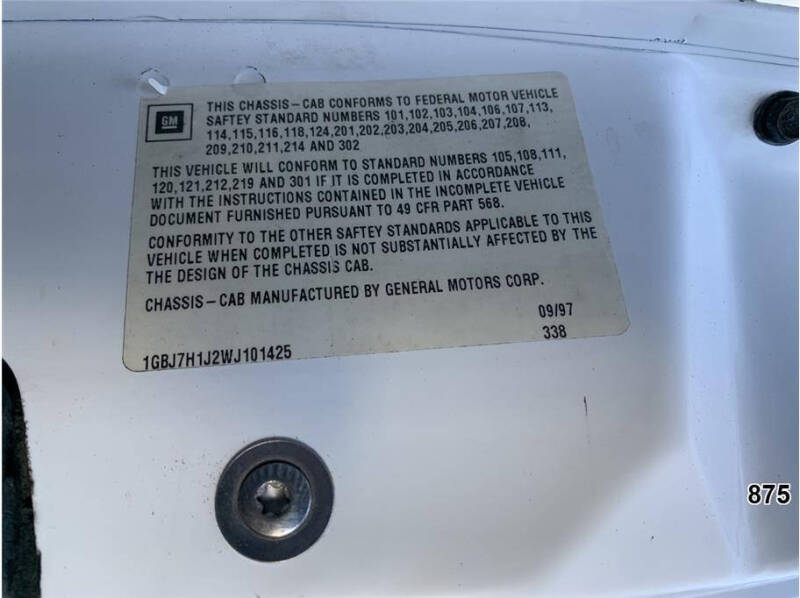 GM
THIS CHASSIS-CAB CONFORMS TO FEDERAL MOTOR VEHICLE
SAFTEY STANDARD NUMBERS 101,102,103,104,106,107,113,
114,115,116,118,124,201,202,203,204,205,206,207,208,
209,210,211,214 AND 302
THIS VEHICLE WILL CONFORM TO STANDARD NUMBERS 105,108,111,
120,121,212,219 AND 301 IF IT IS COMPLETED IN ACCORDANCE
WITH THE INSTRUCTIONS CONTAINED IN THE INCOMPLETE VEHICLE
DOCUMENT FURNISHED PURSUANT TO 49 CFR PART 568.
CONFORMITY TO THE OTHER SAFTEY STANDARDS APPLICABLE TO THIS
VEHICLE WHEN COMPLETED IS NOT SUBSTANTIALLY AFFECTED BY THE
THE DESIGN OF THE CHASSIS CAB.
CHASSIS-CAB MANUFACTURED BY GENERAL MOTORS CORP.
09/97
338
1GBJ7H1J2WJ101425
875